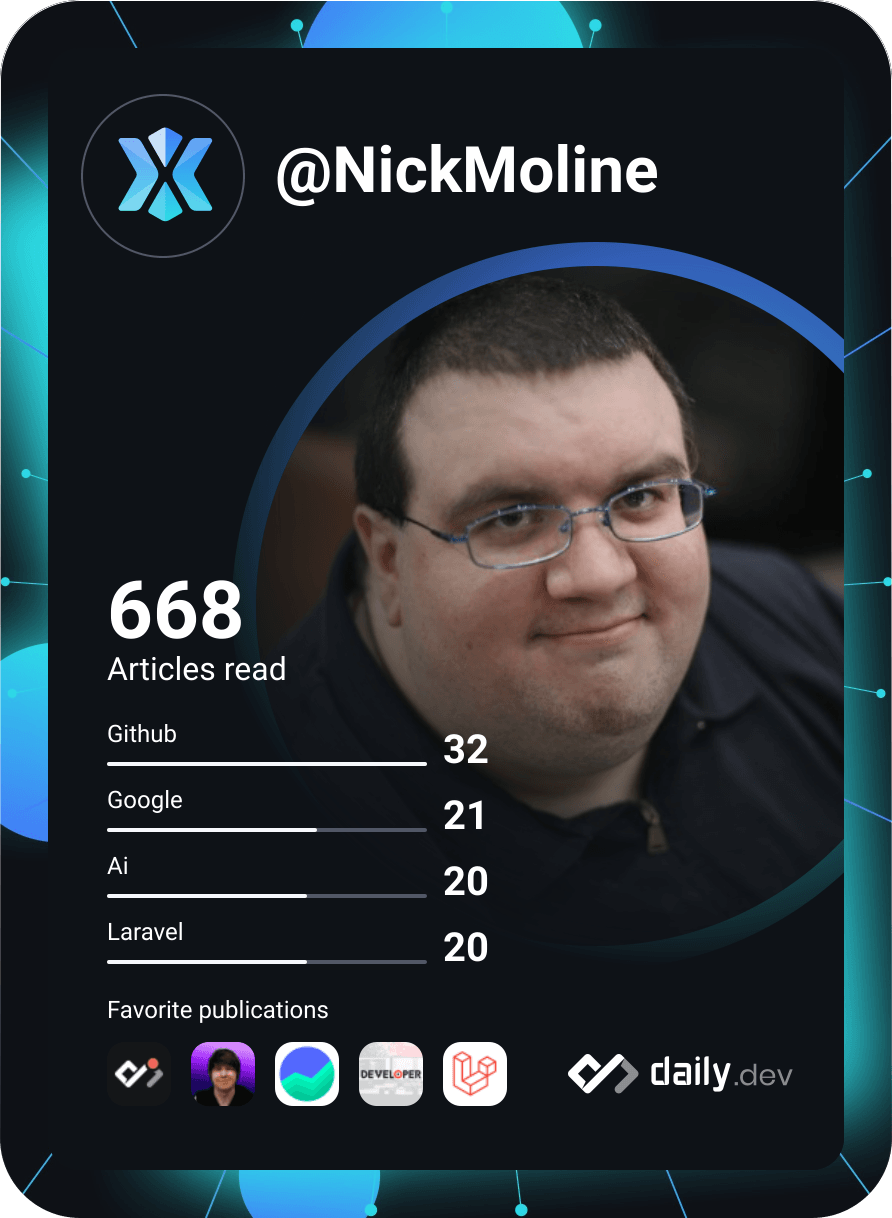 @NickMoline
668
Articles read
Github
32
Google
21
Ai
20
Laravel
20
Favorite publications
DEVELOPER
daily.dev